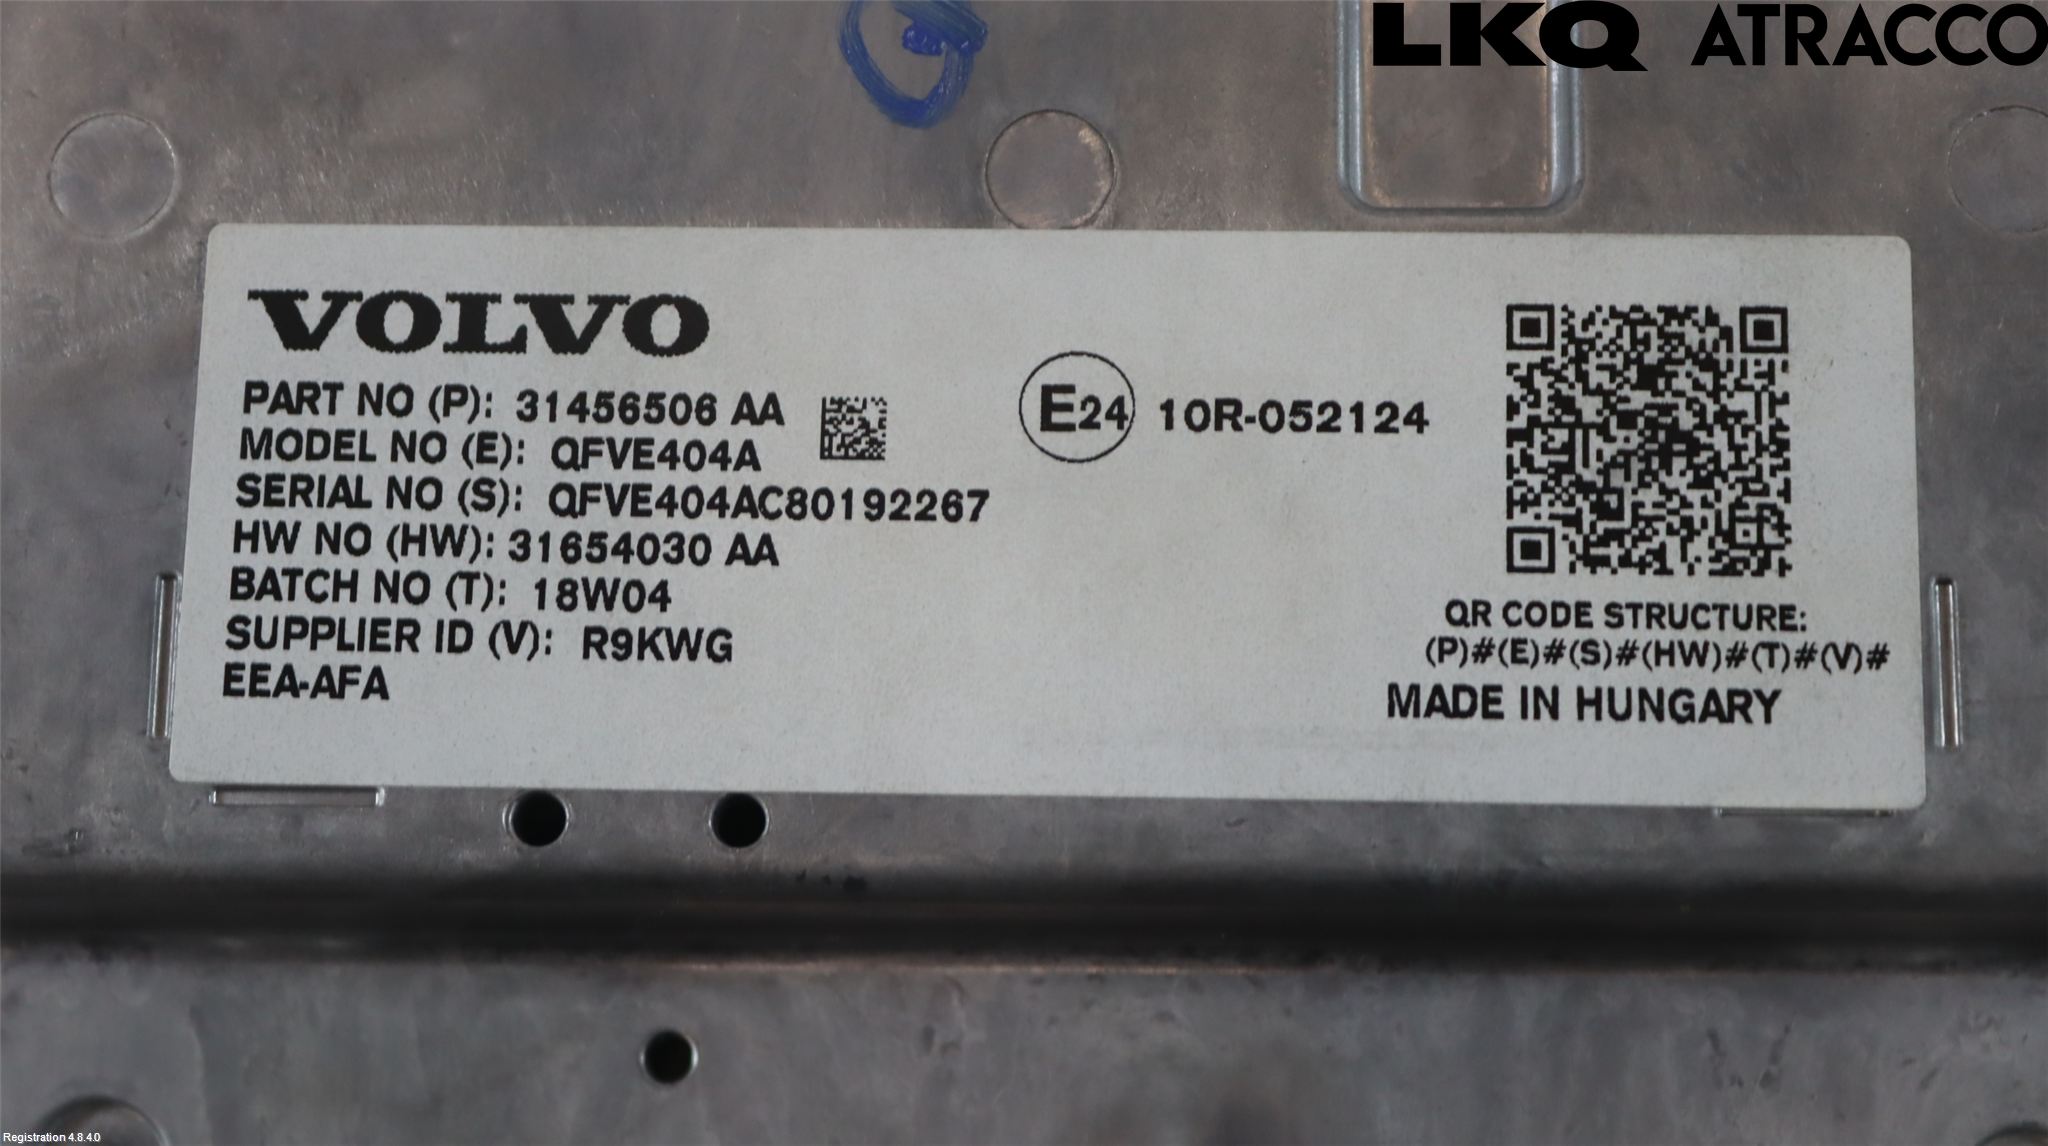 LKQ ATRACCO
VOLVO
PART NO (P): 31456506 AA
MODEL NO (E): QFVE404A
SERIAL NO (S): QFVE404AC80192267
HW NO (HW): 31654030 AA
BATCH NO (T): 18W04
SUPPLIER ID (V): R9KWG
EEA-AFA
E24 10R-052124
QR CODE STRUCTURE:
(P)#(E)#(S)#(HW)#(T)#(V)#
MADE IN HUNGARY
Registration 4.8.4.0